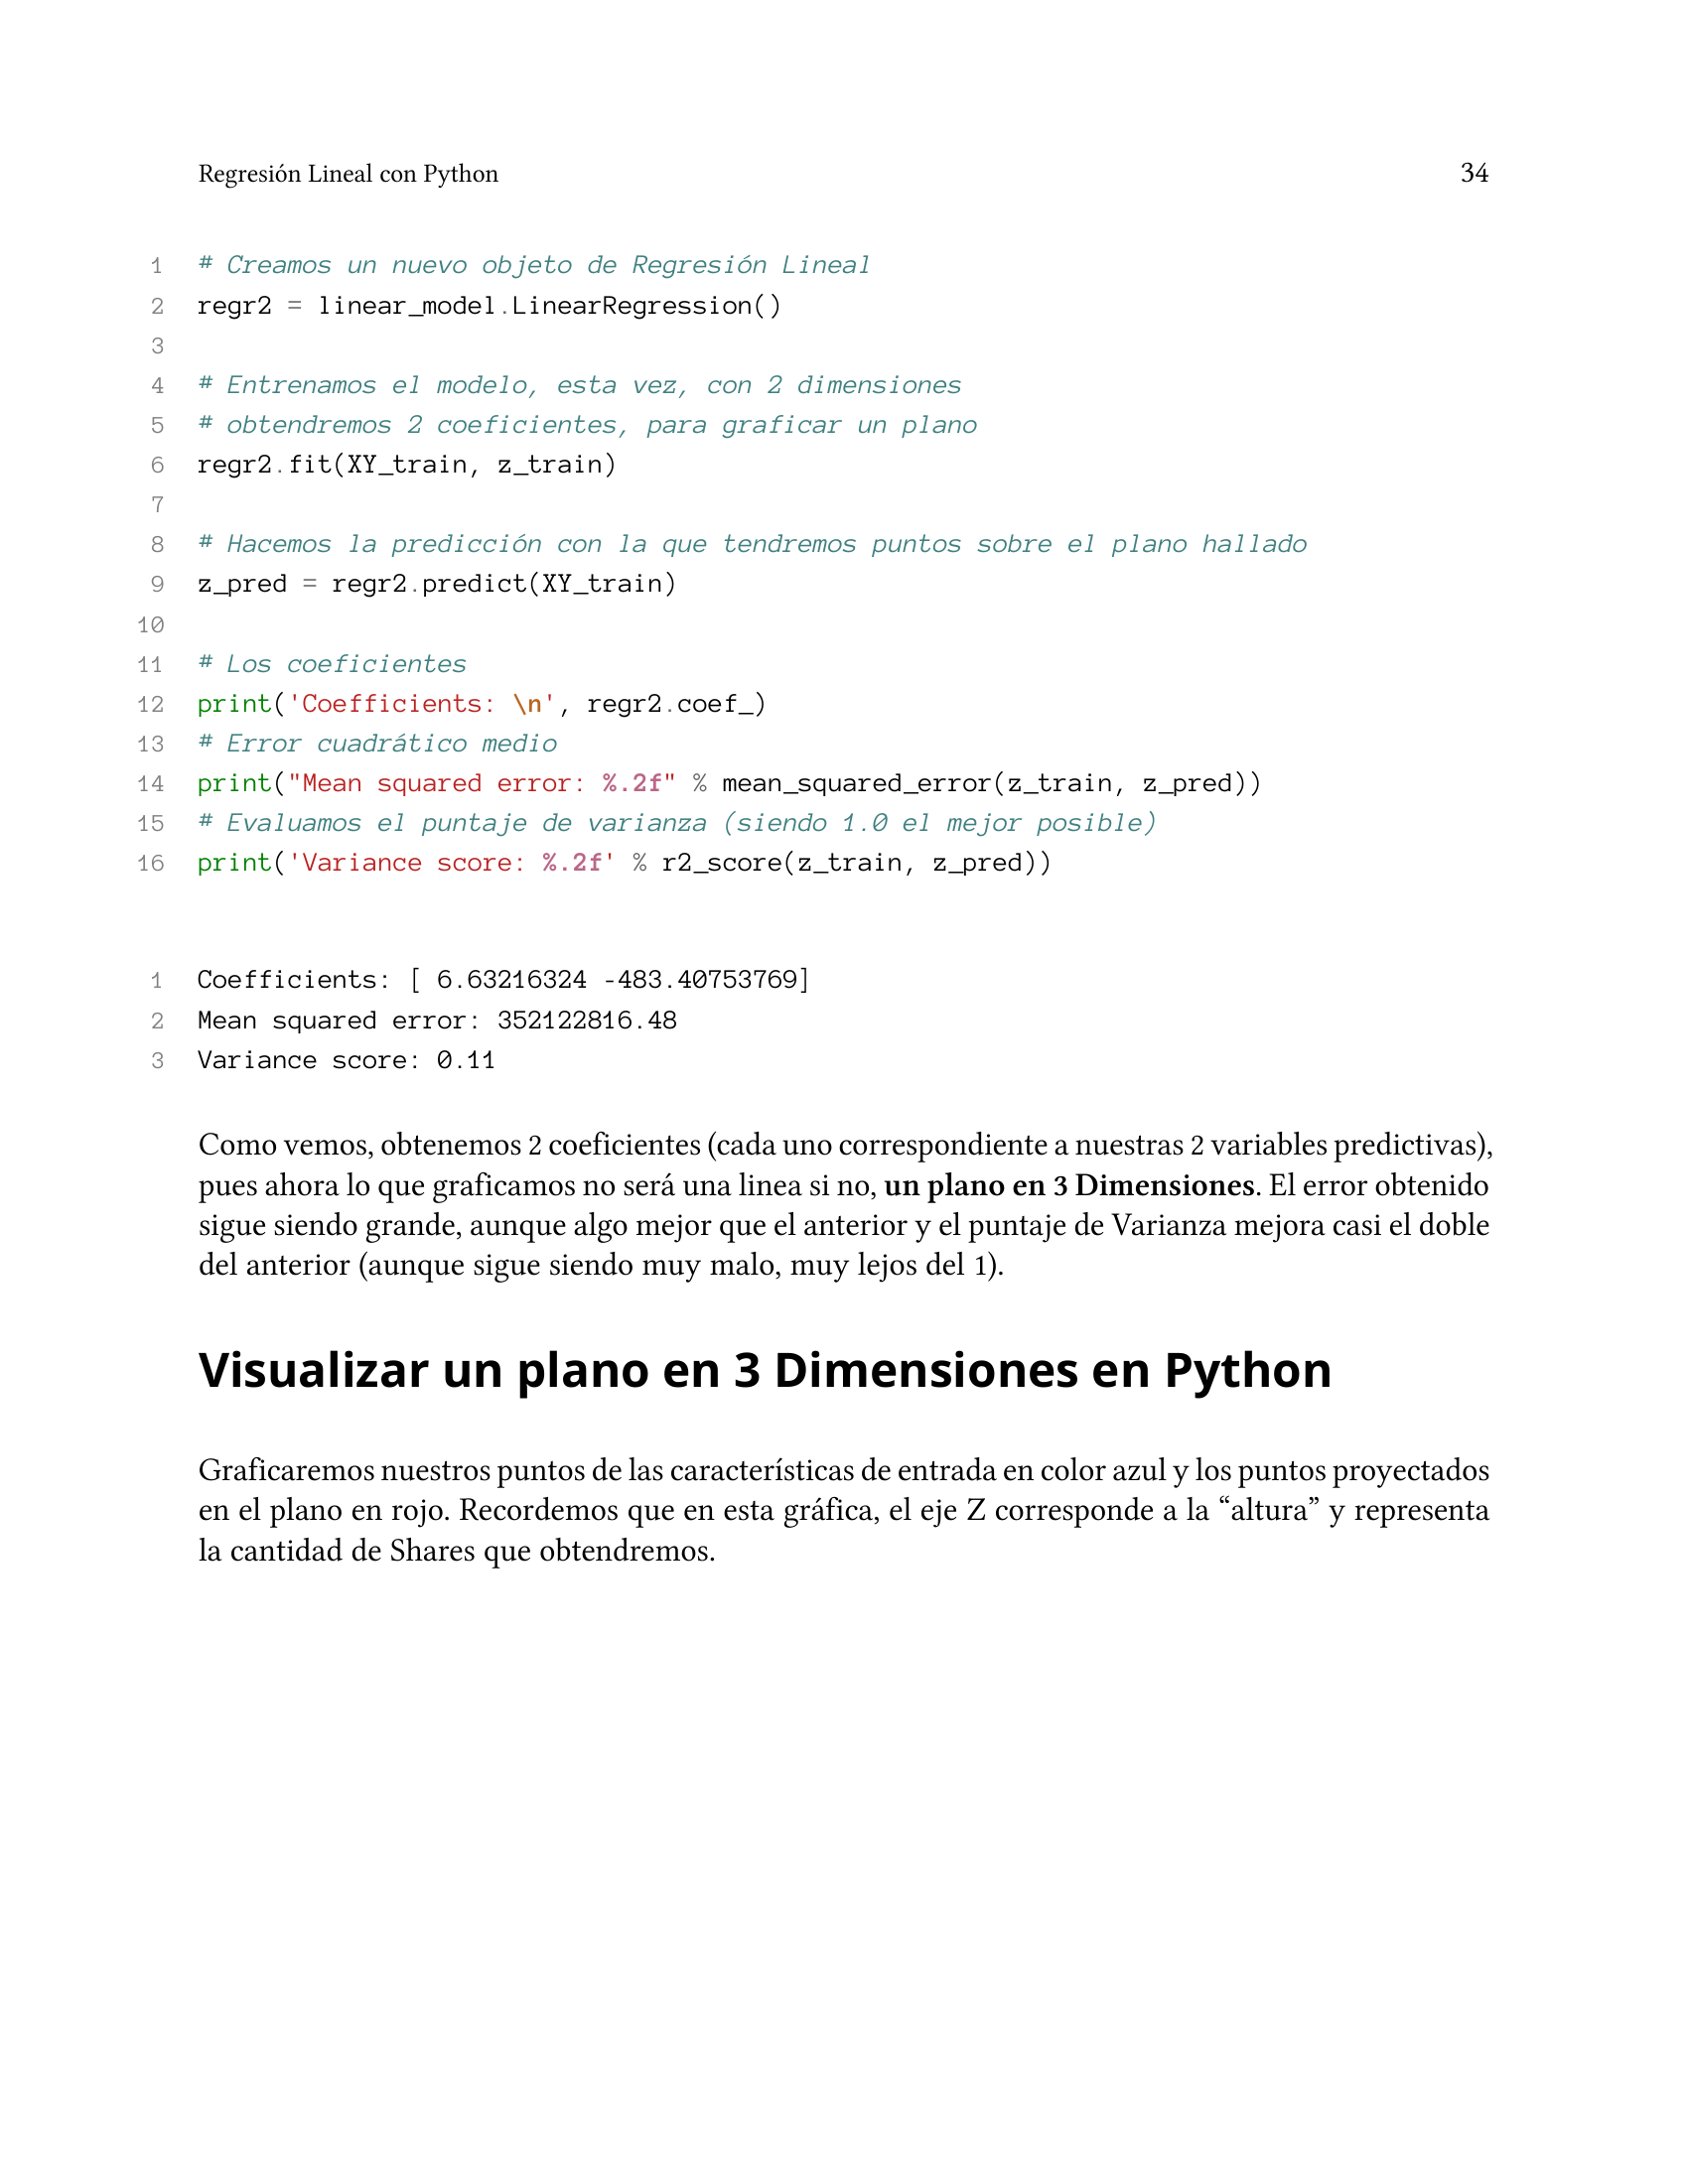 Regresión Lineal con Python 34
1 # Creamos un nuevo objeto de Regresión Lineal
2 regr2 = linear_model.LinearRegression()
3
4 # Entrenamos el modelo, esta vez, con 2 dimensiones
5 # obtendremos 2 coeficientes, para graficar un plano
6 regr2.fit(XY_train, z_train)
7
8 # Hacemos la predicción con la que tendremos puntos sobre el plano hallado
9 z_pred = regr2.predict(XY_train)
10
11 # Los coeficientes
12 print('Coefficients: \n', regr2.coef_)
13 # Error cuadrático medio
14 print("Mean squared error: %.2f" % mean_squared_error(z_train, z_pred))
15 # Evaluamos el puntaje de varianza (siendo 1.0 el mejor posible)
16 print('Variance score: %.2f' % r2_score(z_train, z_pred))
1 Coefficients: [ 6.63216324 -483.40753769]
2 Mean squared error: 352122816.48
3 Variance score: 0.11
Como vemos, obtenemos 2 coeficientes (cada uno correspondiente a nuestras 2 variables predictivas),
pues ahora lo que graficamos no será una linea si no, un plano en 3 Dimensiones. El error obtenido
sigue siendo grande, aunque algo mejor que el anterior y el puntaje de Varianza mejora casi el doble
del anterior (aunque sigue siendo muy malo, muy lejos del 1).
Visualizar un plano en 3 Dimensiones en Python
Graficaremos nuestros puntos de las características de entrada en color azul y los puntos proyectados
en el plano en rojo. Recordemos que en esta gráfica, el eje Z corresponde a la “altura” y representa
la cantidad de Shares que obtendremos.